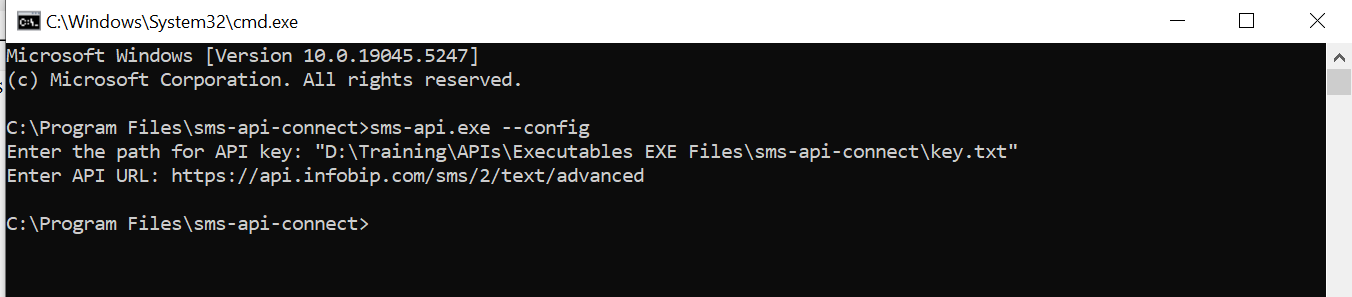 C:\Windows\System32\cmd.exe
Microsoft Windows [Version 10.0.19045.5247]
(c) Microsoft Corporation. All rights reserved.
C:\Program Files\sms-api-connect>sms-api.exe --config
Enter the path for API key: "D:\Training\APIs\Executables EXE Files\sms-api-connect\key.txt"
Enter API URL: https://api.infobip.com/sms/2/text/advanced
C:\Program Files\sms-api-connect>